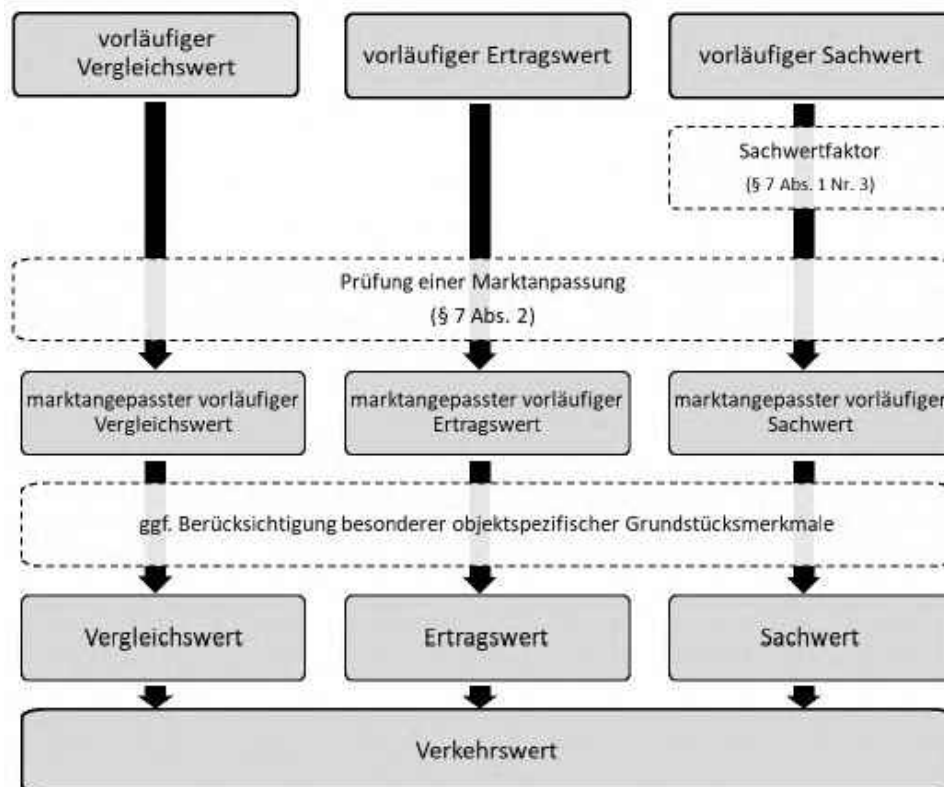 vorläufiger
Vergleichswert
vorläufiger Ertragswert
vorläufiger Sachwert
Sachwertfaktor
(§ 7 Abs. 1 Nr. 3)
Prüfung einer Marktanpassung
(§ 7 Abs. 2)
marktangepasster vorläufiger
Vergleichswert
marktangepasster vorläufiger
Ertragswert
marktangepasster vorläufiger
Sachwert
ggf. Berücksichtigung besonderer objektspezifischer Grundstücksmerkmale
Vergleichswert
Ertragswert
Sachwert
Verkehrswert